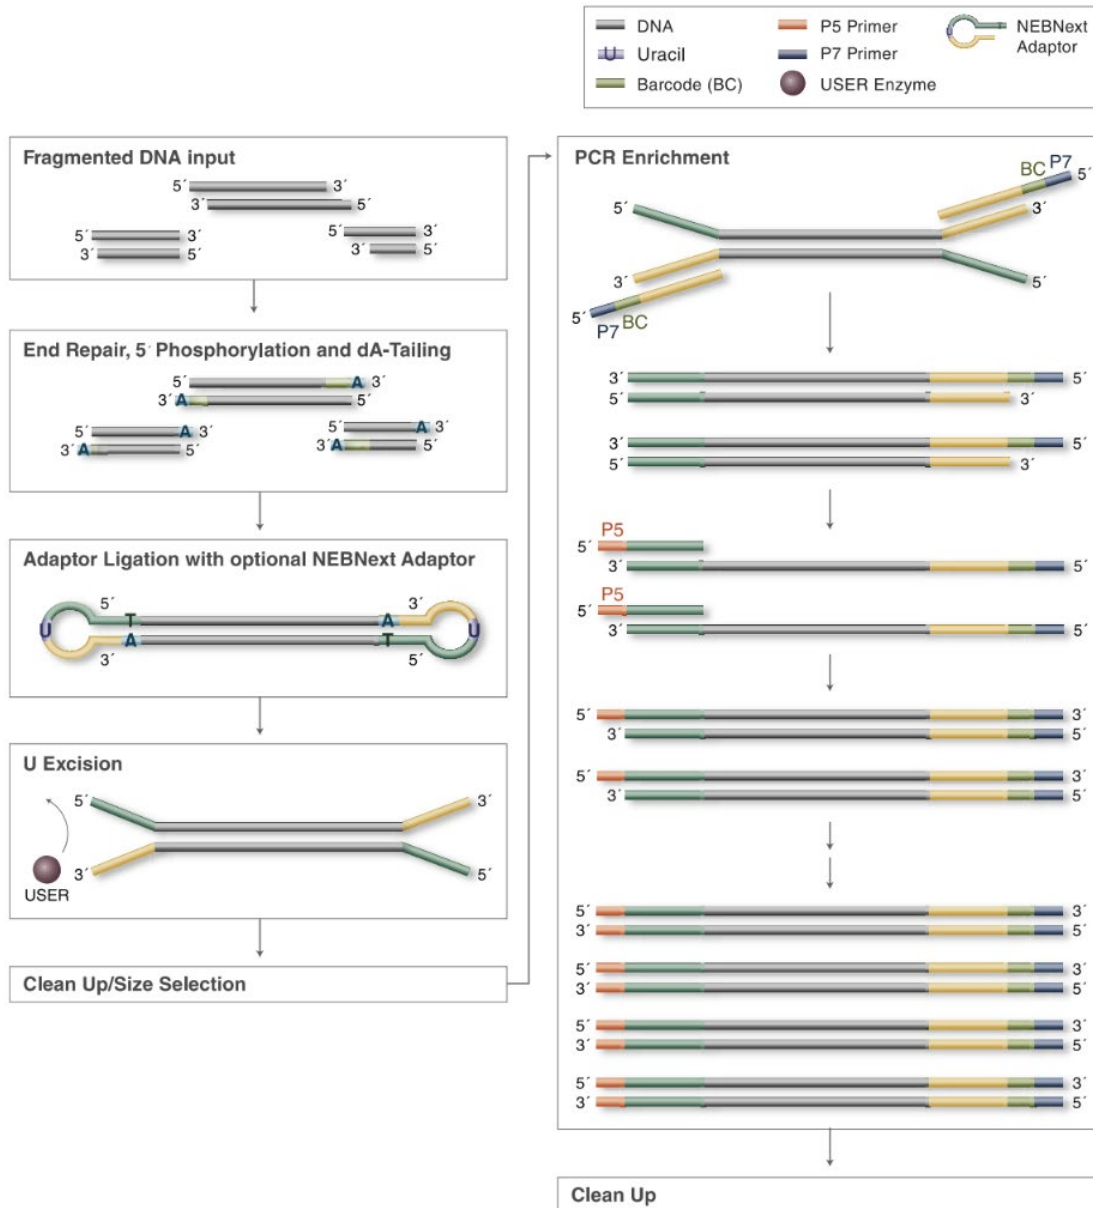 DNA
Uracil
Barcode (BC)
P5 Primer
P7 Primer
USER Enzyme
NEBNext
Adaptor
U
Fragmented DNA input
5´ 3´
3´ 5´
5´ 3´ 5´ 3´
3´ 5´ 3´ 5´
End Repair, 5´ Phosphorylation and dA-Tailing
5´ A 3´
3´ A 5´
5´ A 3´ 5´ A 3´
3´ A 5´ 3´ A 5´
Adaptor Ligation with optional NEBNext Adaptor
5´ 3´
T A
U U
A T
3´ 5´
U Excision
5´ 3´
3´ 5´
USER
Clean Up/Size Selection
PCR Enrichment
BC P7 5´
5´ 3´
3´ 5´
5´ P7 BC
3´ 5´
5´ 3´
3´ 5´
5´ 3´
P5
5´
3´ 5´
P5
5´
3´ 5´
5´ 3´
3´ 5´
5´ 3´
3´ 5´
5´ 3´
3´ 5´
5´ 3´
3´ 5´
5´ 3´
3´ 5´
5´ 3´
3´ 5´
Clean Up